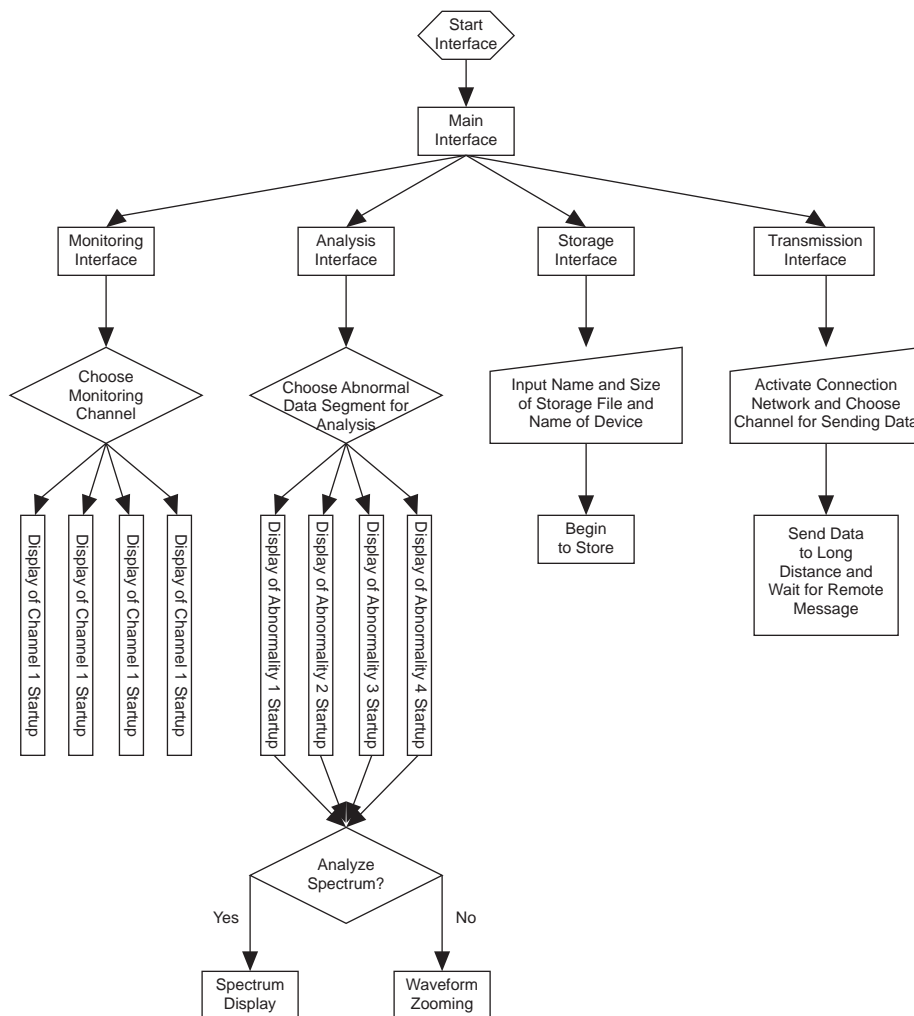 Start
Interface
Main
Interface
Monitoring
Interface
Analysis
Interface
Storage
Interface
Transmission
Interface
Choose
Monitoring
Channel
Choose Abnormal
Data Segment for
Analysis
Input Name and Size
of Storage File and
Name of Device
Activate Connection
Network and Choose
Channel for Sending Data
Display of Channel 1 Startup
Display of Channel 1 Startup
Display of Channel 1 Startup
Display of Channel 1 Startup
Display of Abnormality 1 Startup
Display of Abnormality 2 Startup
Display of Abnormality 3 Startup
Display of Abnormality 4 Startup
Begin
to Store
Send Data
to Long
Distance and
Wait for Remote
Message
Analyze
Spectrum?
Yes
No
Spectrum
Display
Waveform
Zooming